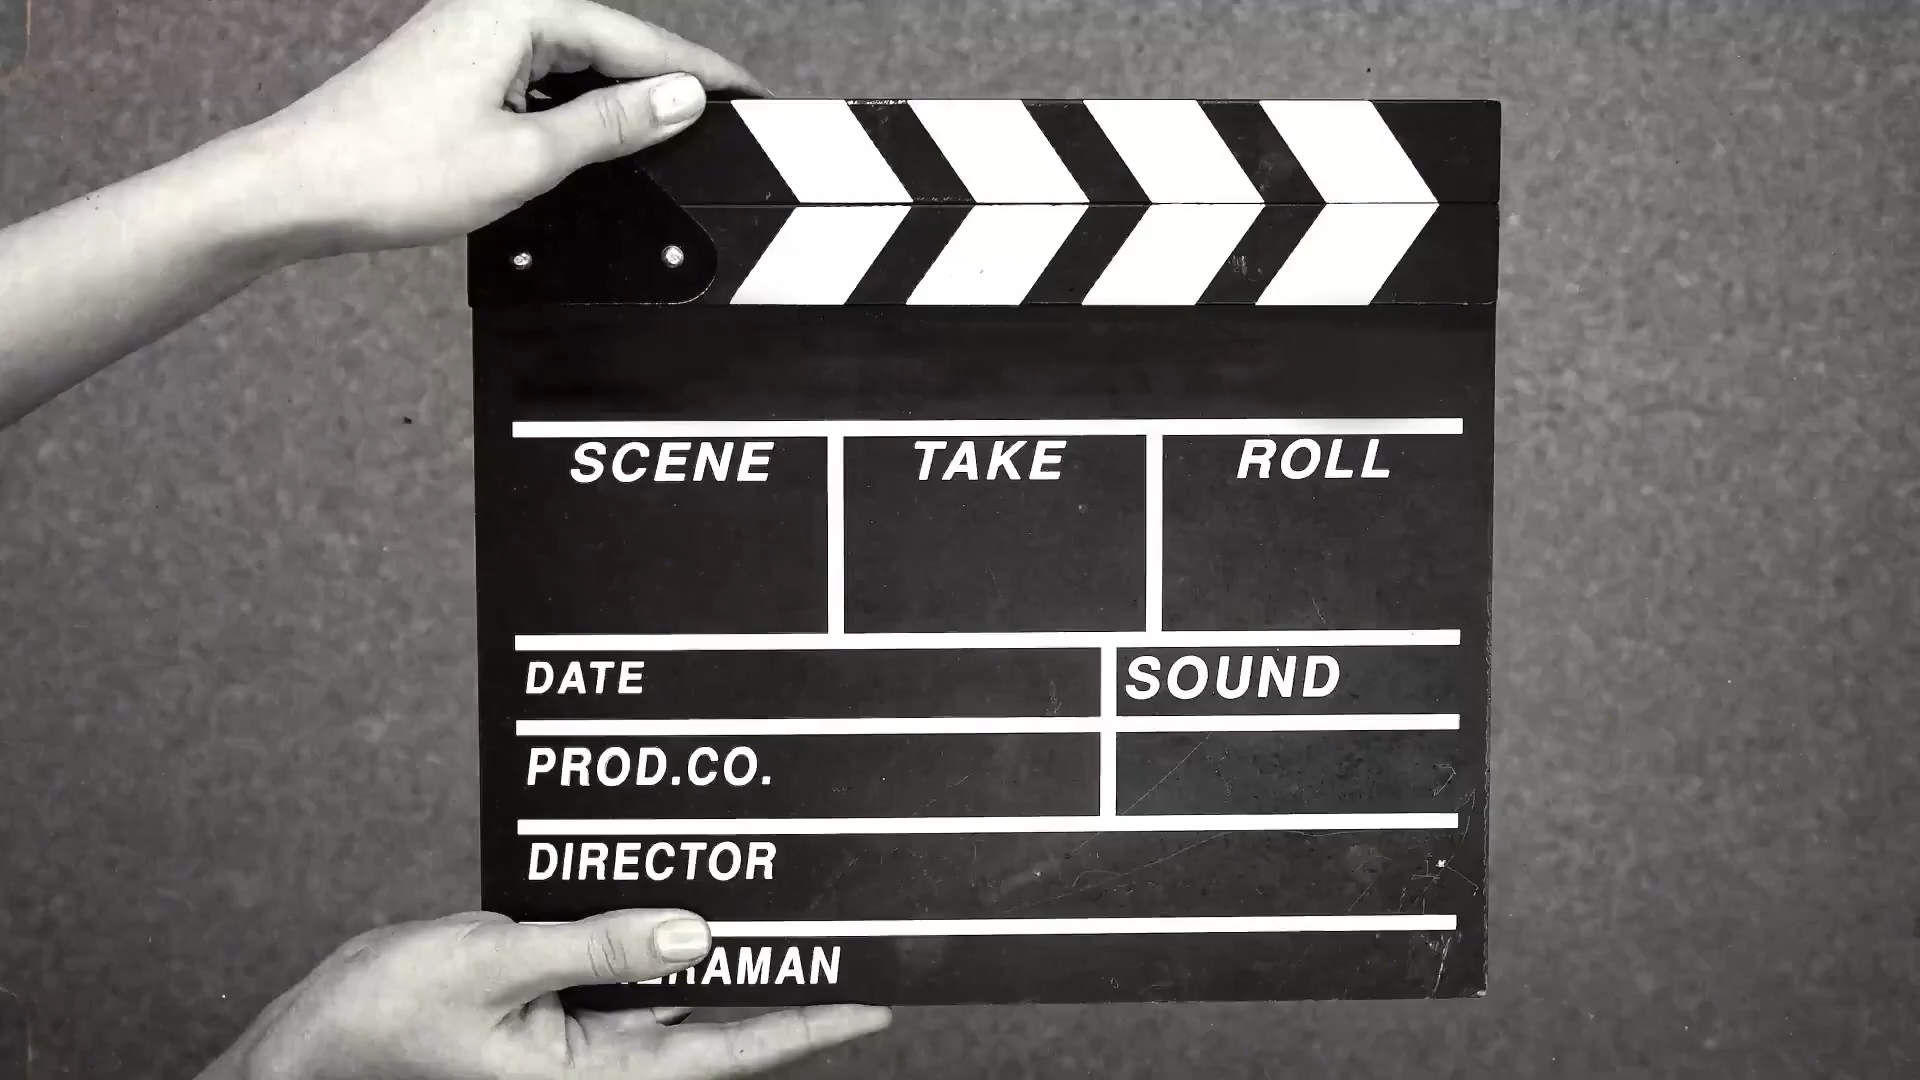 SCENE TAKE ROLL
DATE SOUND
PROD.CO.
DIRECTOR